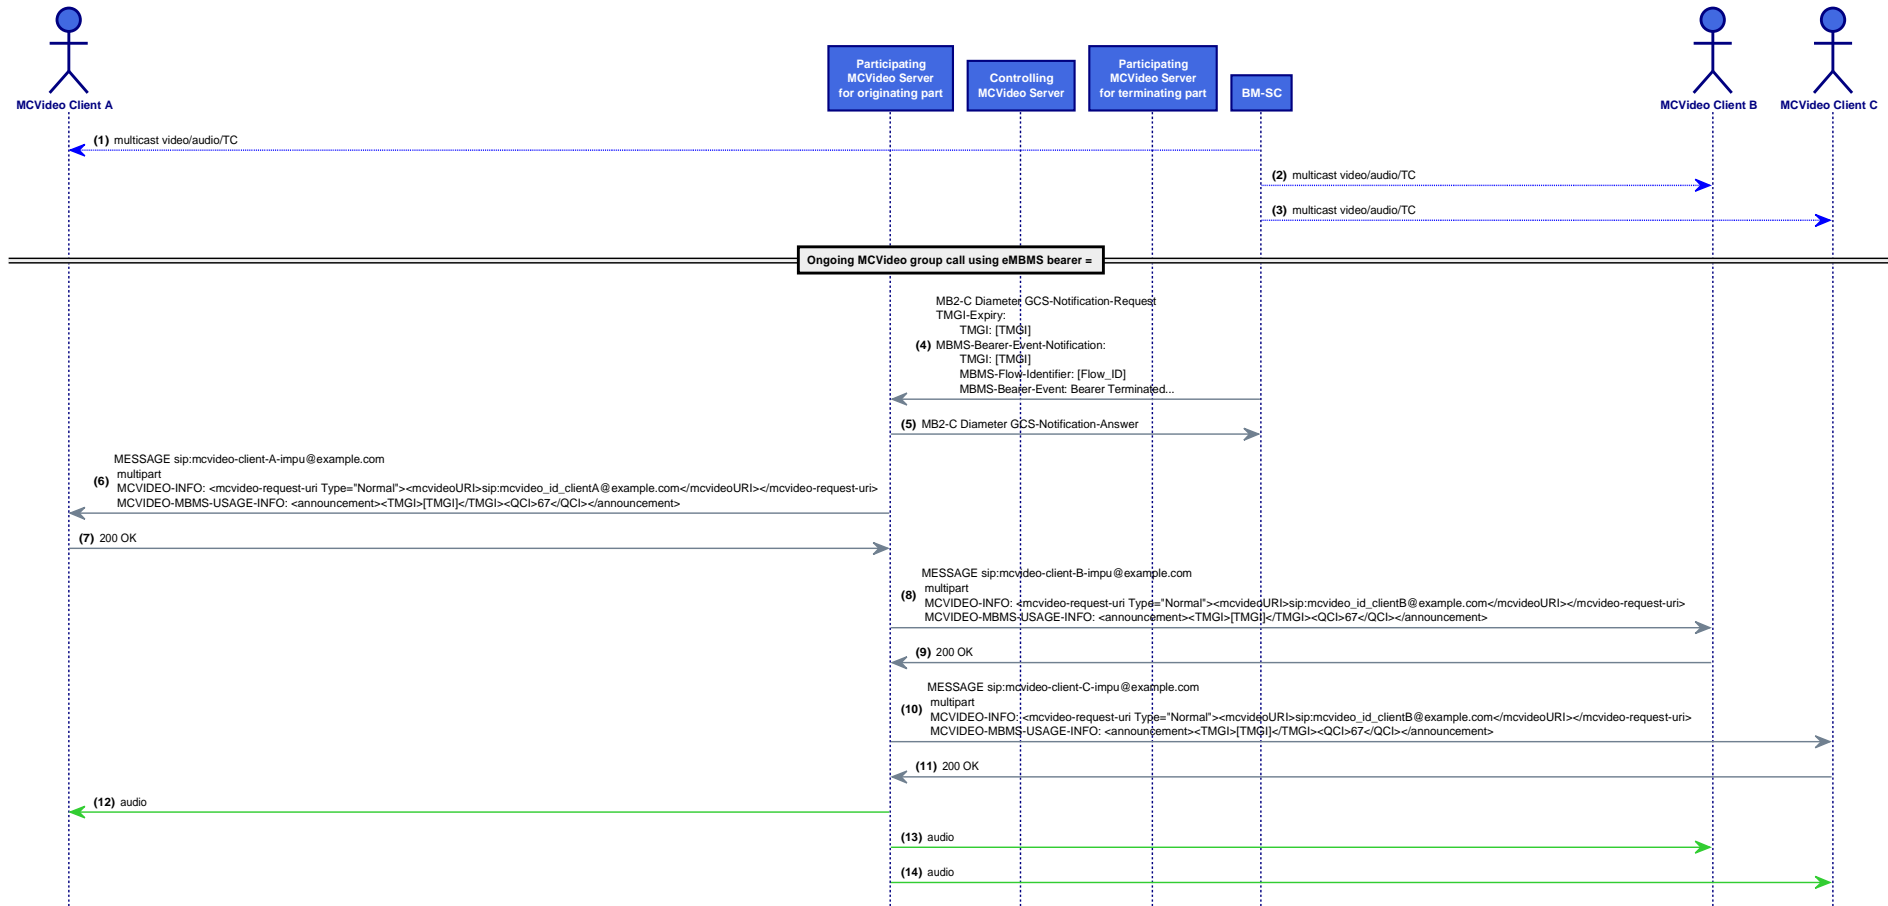 MCVideo Client A
Participating
MCVideo Server
for originating part
Controlling
MCVideo Server
Participating
MCVideo Server
for terminating part
BM-SC
MCVideo Client B
MCVideo Client C
(1) multicast video/audio/TC
(2) multicast video/audio/TC
(3) multicast video/audio/TC
Ongoing MCVideo group call using eMBMS bearer =
MB2-C Diameter GCS-Notification-Request
TMGI-Expiry:
TMGI: [TMGI]
(4) MBMS-Bearer-Event-Notification:
TMGI: [TMGI]
MBMS-Flow-Identifier: [Flow_ID]
MBMS-Bearer-Event: Bearer Terminated...
(5) MB2-C Diameter GCS-Notification-Answer
MESSAGE sip:mcvideo-client-A-impu@example.com
multipart
(6) MCVIDEO-INFO: <mcvideo-request-uri Type="Normal"><mcvideoURI>sip:mcvideo_id_clientA@example.com</mcvideoURI></mcvideo-request-uri>
MCVIDEO-MBMS-USAGE-INFO: <announcement><TMGI>[TMGI]</TMGI><QCI>67</QCI></announcement>
(7) 200 OK
MESSAGE sip:mcvideo-client-B-impu@example.com
multipart
(8) MCVIDEO-INFO: <mcvideo-request-uri Type="Normal"><mcvideoURI>sip:mcvideo_id_clientB@example.com</mcvideoURI></mcvideo-request-uri>
MCVIDEO-MBMS-USAGE-INFO: <announcement><TMGI>[TMGI]</TMGI><QCI>67</QCI></announcement>
(9) 200 OK
MESSAGE sip:mcvideo-client-C-impu@example.com
multipart
(10) MCVIDEO-INFO: <mcvideo-request-uri Type="Normal"><mcvideoURI>sip:mcvideo_id_clientB@example.com</mcvideoURI></mcvideo-request-uri>
MCVIDEO-MBMS-USAGE-INFO: <announcement><TMGI>[TMGI]</TMGI><QCI>67</QCI></announcement>
(11) 200 OK
(12) audio
(13) audio
(14) audio